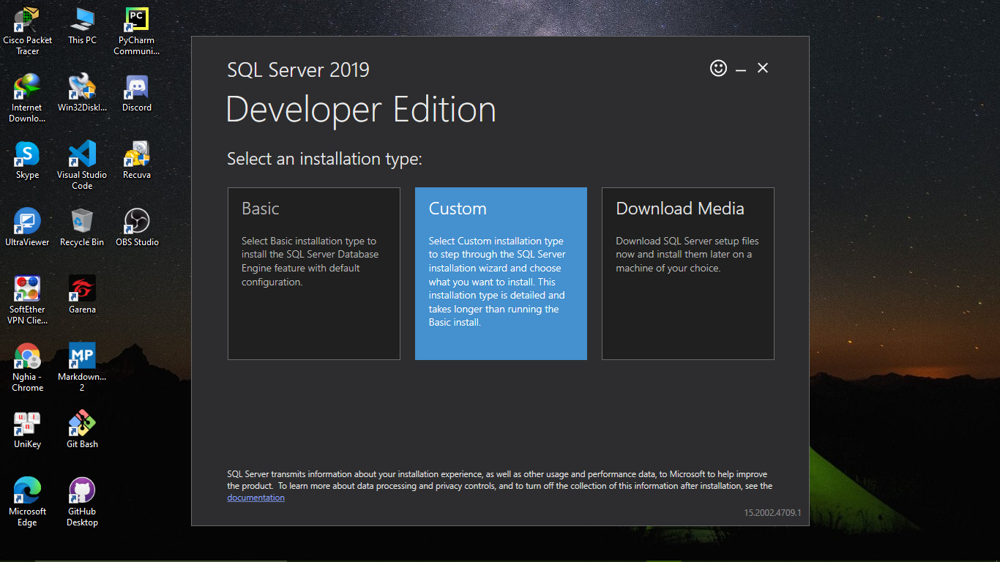 Cisco Packet
Tracer
This PC
PC
PyCharm
Communi...
Internet
Downlo...
Win32DiskI...
Discord
S
Skype
Visual Studio
Code
Recuva
UltraViewer
Recycle Bin
OBS Studio
SoftEther
VPN Clie...
Garena
Nghia -
Chrome
MP
Markdown...
2
u
i
n
UniKey
Git Bash
Microsoft
Edge
GitHub
Desktop
SQL Server 2019
Developer Edition
Select an installation type:
Basic
Select Basic installation type to
install the SQL Server Database
Engine feature with default
configuration.
Custom
Select Custom installation type
to step through the SQL Server
installation wizard and choose
what you want to install. This
installation type is detailed and
takes longer than running the
Basic install.
Download Media
Download SQL Server setup files
now and install them later on a
machine of your choice.
SQL Server transmits information about your installation experience, as well as other usage and performance data, to Microsoft to help improve
the product.  To learn more about data processing and privacy controls, and to turn off the collection of this information after installation, see the
documentation
15.2002.4709.1